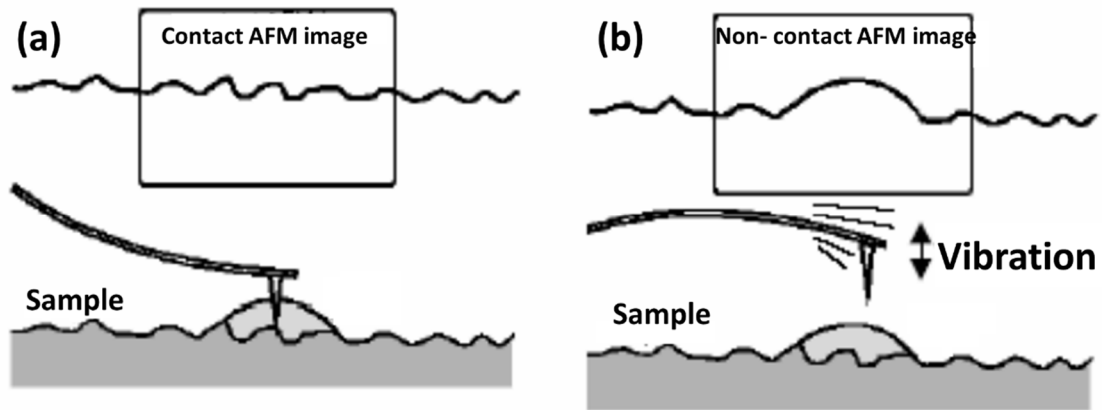 (a)
Contact AFM image
Sample
(b)
Non- contact AFM image
Vibration
Sample